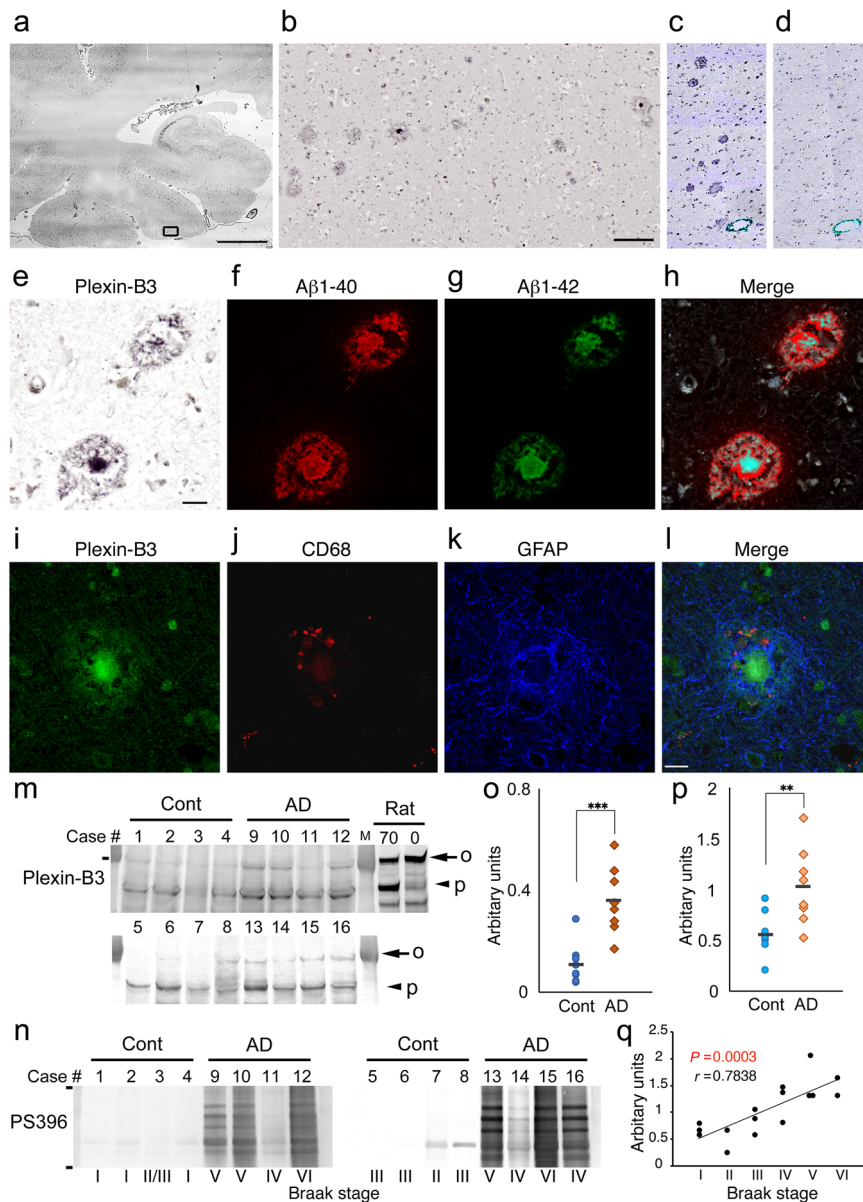 a b c d
e f g h
Plexin-B3 Aβ1-40 Aβ1-42 Merge
i j k l
Plexin-B3 CD68 GFAP Merge
m
Cont AD Rat
Case # 1 2 3 4 9 10 11 12 M 70 0
Plexin-B3
o
p
5 6 7 8 13 14 15 16
o
p
o
0.8
0.4
0
Arbitary units
***
Cont AD
p
2
1.5
1
0.5
0
Arbitary units
**
Cont AD
n
Cont AD Cont AD
Case # 1 2 3 4 9 10 11 12 5 6 7 8 13 14 15 16
PS396
I I II/III I V V IV VI III III II III V IV VI IV
Braak stage
q
2.5
2
1.5
1
0.5
0
Arbitary units
P=0.0003
r=0.7838
I II III IV V VI